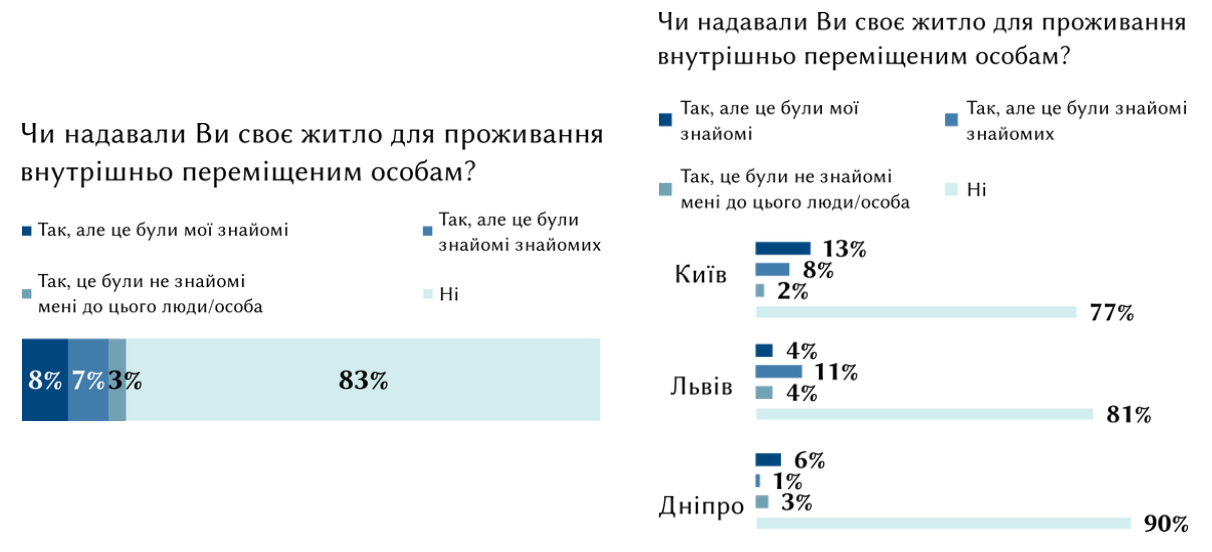 Чи надавали Ви своє житло для проживання
внутрішньо переміщеним особам?
Так, але це були мої знайомі
Так, але це були
знайомі знайомих
Так, це були не знайомі
мені до цього люди/особа
Ні
8% 7% 3% 83%
Чи надавали Ви своє житло для проживання
внутрішньо переміщеним особам?
Так, але це були мої
знайомі
Так, але це були знайомі
знайомих
Так, це були не знайомі
мені до цього люди/особа
Ні
Київ
13%
8%
2%
77%
Львів
4%
11%
4%
81%
Дніпро
6%
1%
3%
90%